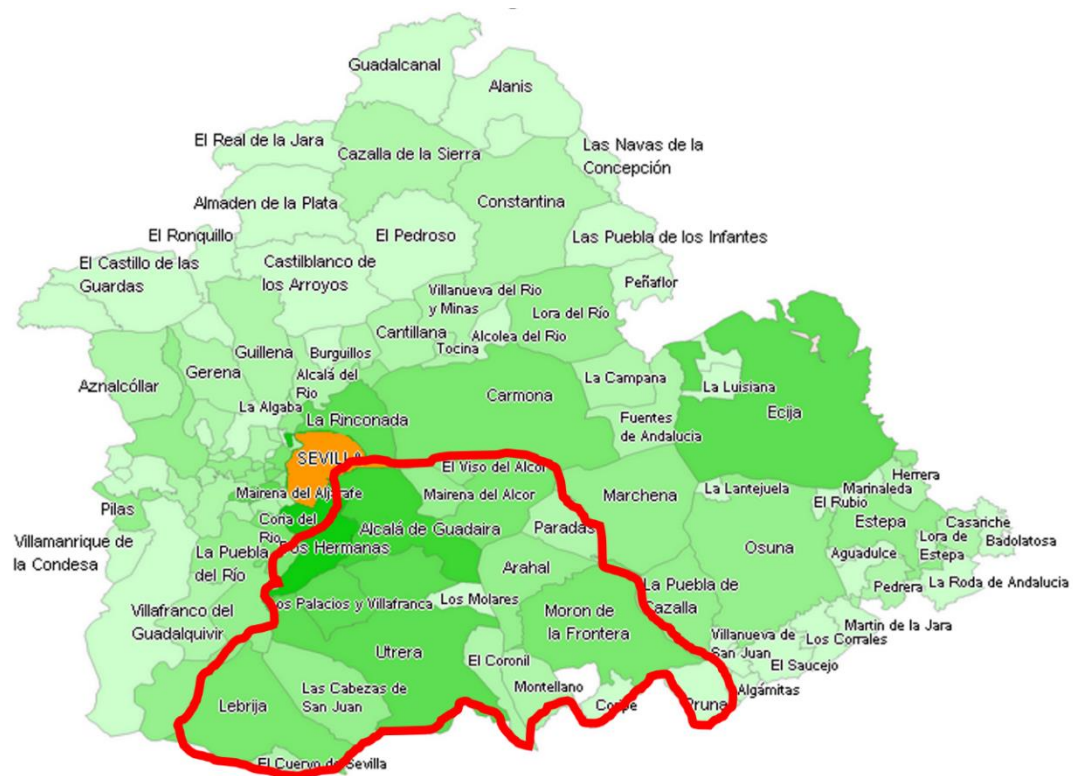 Guadalcanal
Alanis
El Real de la Jara
Cazalla de la Sierra
Las Navas de la
Concepción
Almaden de la Plata
Constantina
El Ronquillo
El Pedroso
Las Puebla de los Infantes
El Castillo de las
Guardas
Castilblanco de
los Arroyos
Peñaflor
Villanueva del Rio
y Minas
Lora del Río
Cantillana
Alcolea del Rio
Tocina
Guillena
Burguillos
Gerena
Alcalá del
Rio
Aznalcóllar
La Campana
La Luisiana
Carmona
La Algaba
Ecija
La Rinconada
Fuentes
de Andalucia
SEVILLA
El Viso del Alcor
Herrera
Mairena del Aljarafe
Mairena del Alcor
Marchena
La Lantejuela
Marinaleda
El Rubio
Pilas
Coria del
Rio
Dos Hermanas
Alcalá de Guadaira
Paradas
Estepa
Casariche
Lora de
Estepa
Badolatosa
Villamanrique de
la Condesa
La Puebla
del Río
Arahal
Osuna
Aguadulce
Pedrera
La Roda de Andalucia
La Puebla de
Cazalla
Los Palacios y Villafranca
Los Molares
Villafranco del
Guadalquivir
Moron de
la Frontera
Martin de la Jara
Villanueva de
San Juan
Los Corrales
Utrera
El Coronil
El Saucejo
Montellano
Algámitas
Las Cabezas de
San Juan
Lebrija
Coripe
Pruna
El Cuervo de Sevilla